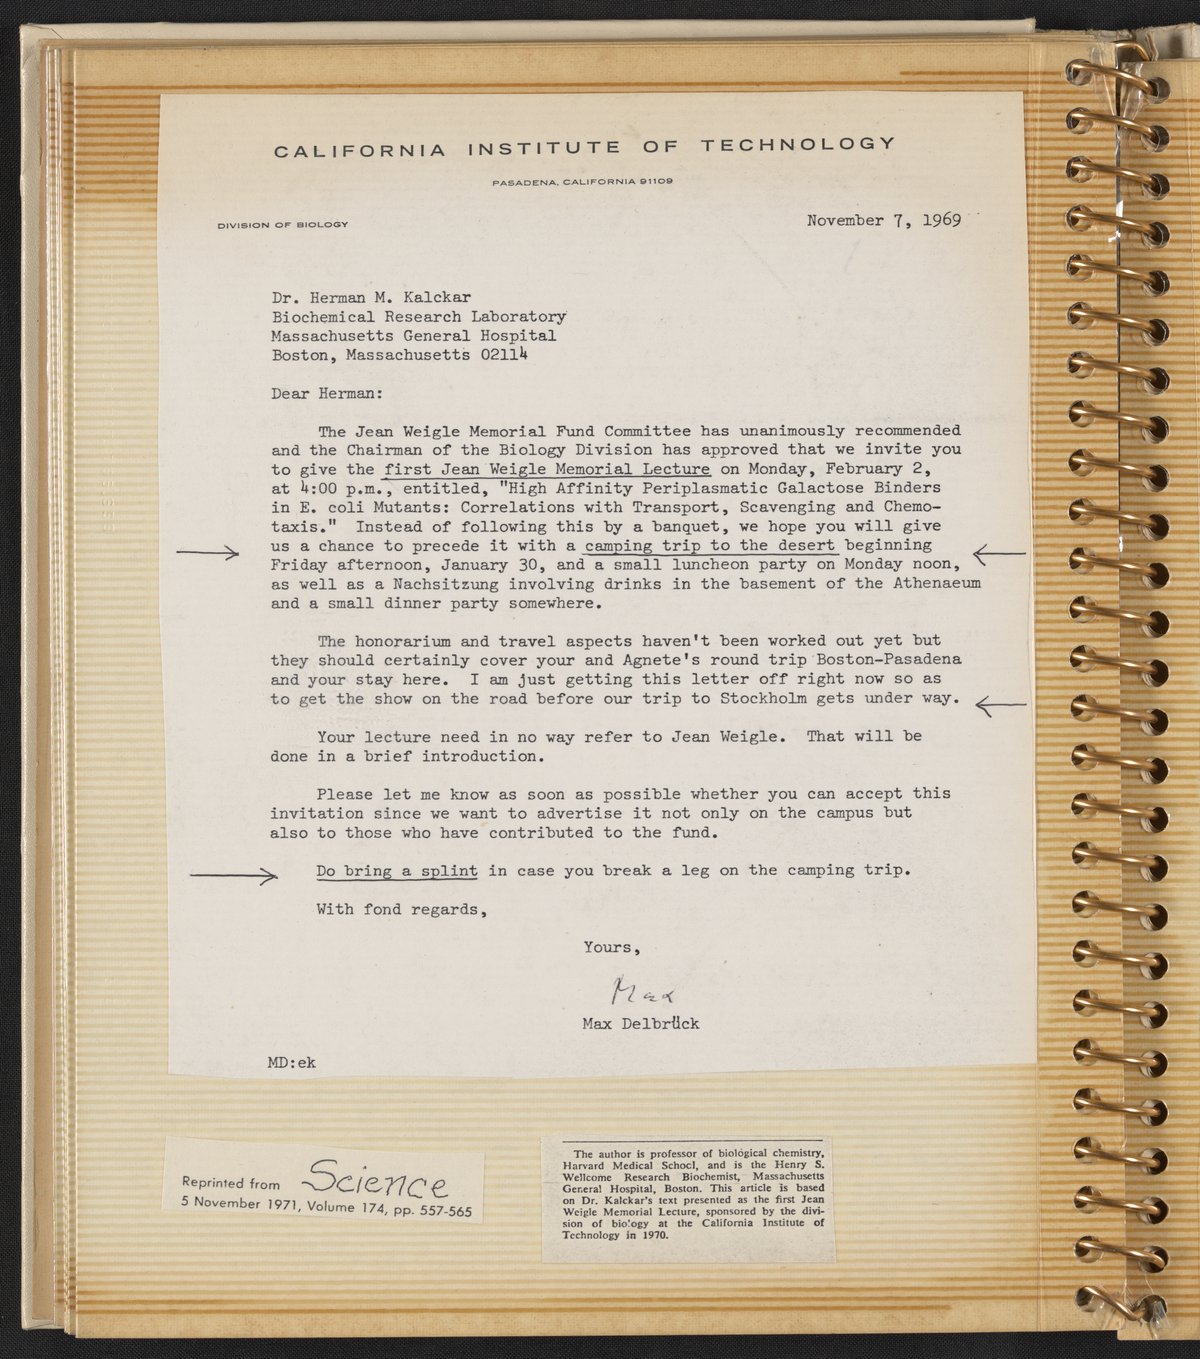 CALIFORNIA INSTITUTE OF TECHNOLOGY
PASADENA, CALIFORNIA 91109
DIVISION OF BIOLOGY
November 7, 1969
Dr. Herman M. Kalckar
Biochemical Research Laboratory
Massachusetts General Hospital
Boston, Massachusetts 02114
Dear Herman:
The Jean Weigle Memorial Fund Committee has unanimously recommended
and the Chairman of the Biology Division has approved that we invite you
to give the first Jean Weigle Memorial Lecture on Monday, February 2,
at 4:00 p.m., entitled, "High Affinity Periplasmatic Galactose Binders
in E. coli Mutants: Correlations with Transport, Scavenging and Chemo-
taxis." Instead of following this by a banquet, we hope you will give
us a chance to precede it with a camping trip to the desert beginning
Friday afternoon, January 30, and a small luncheon party on Monday noon,
as well as a Nachsitzung involving drinks in the basement of the Athenaeum
and a small dinner party somewhere.
The honorarium and travel aspects haven't been worked out yet but
they should certainly cover your and Agnete's round trip Boston-Pasadena
and your stay here. I am just getting this letter off right now so as
to get the show on the road before our trip to Stockholm gets under way.
Your lecture need in no way refer to Jean Weigle. That will be
done in a brief introduction.
Please let me know as soon as possible whether you can accept this
invitation since we want to advertise it not only on the campus but
also to those who have contributed to the fund.
Do bring a splint in case you break a leg on the camping trip.
With fond regards,
Yours,
Max
Max Delbrück
MD:ek
Reprinted from Science
5 November 1971, Volume 174, pp. 557-565
The author is professor of biological chemistry,
Harvard Medical School, and is the Henry S.
Wellcome Research Biochemist, Massachusetts
General Hospital, Boston. This article is based
on Dr. Kalckar's text presented as the first Jean
Weigle Memorial Lecture, sponsored by the divi-
sion of biology at the California Institute of
Technology in 1970.